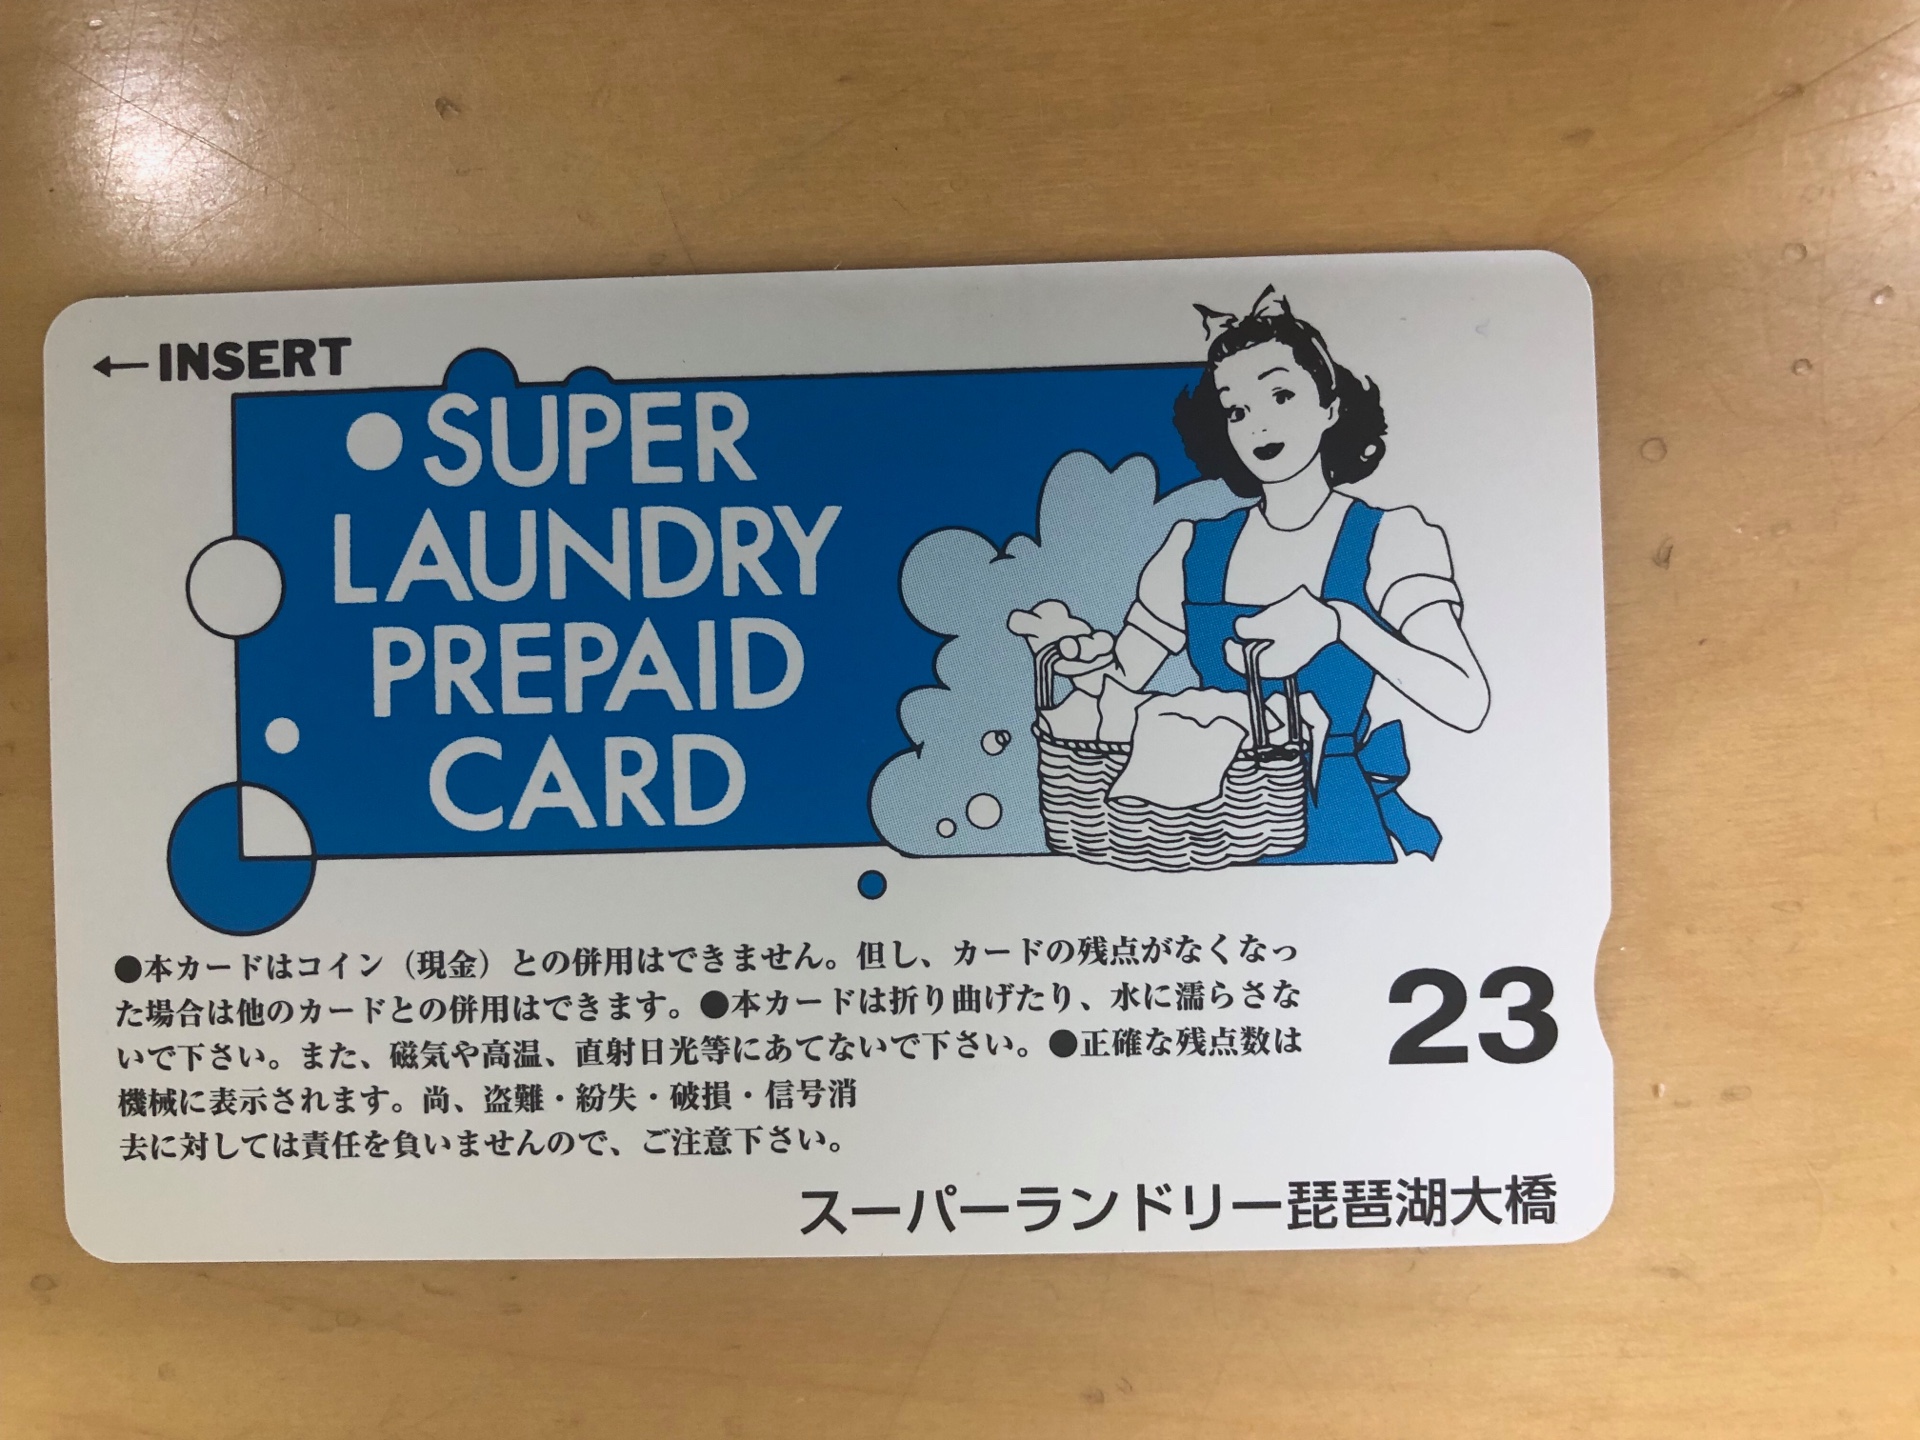 ←INSERT
SUPER
LAUNDRY
PREPAID
CARD
●本カードはコイン（現金）との併用はできません。但し、カードの残点がなくなっ
た場合は他のカードとの併用はできます。●本カードは折り曲げたり、水に濡らさな
いで下さい。また、磁気や高温、直射日光等にあてないで下さい。●正確な残点数は
機械に表示されます。尚、盗難・紛失・破損・信号消
去に対しては責任を負いませんので、ご注意下さい。
23
スーパーランドリー琵琶湖大橋